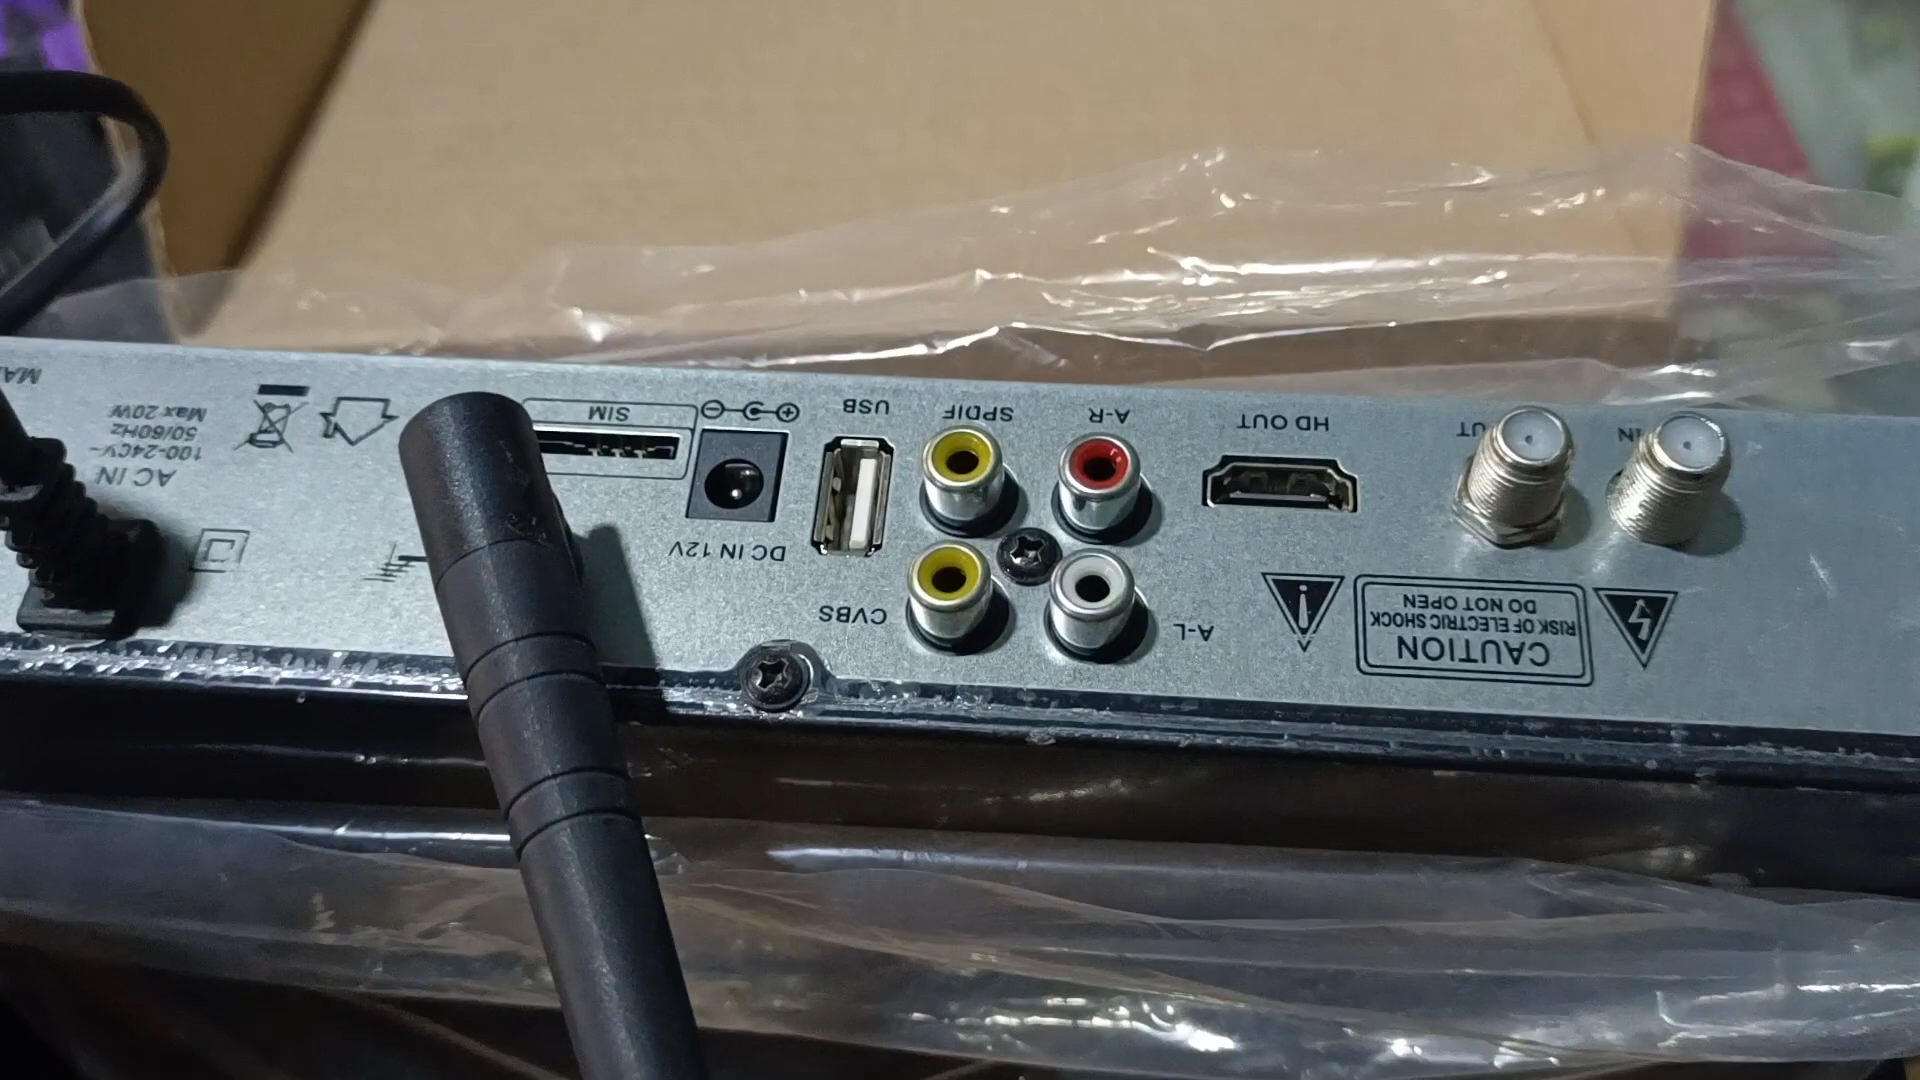 IN
HD OUT
A-R
SPDIF
USB
SIM
AC IN
100-240V~
50/60Hz
Max 20W
CAUTION
RISK OF ELECTRIC SHOCK
DO NOT OPEN
A-L
CVBS
DC IN 12V